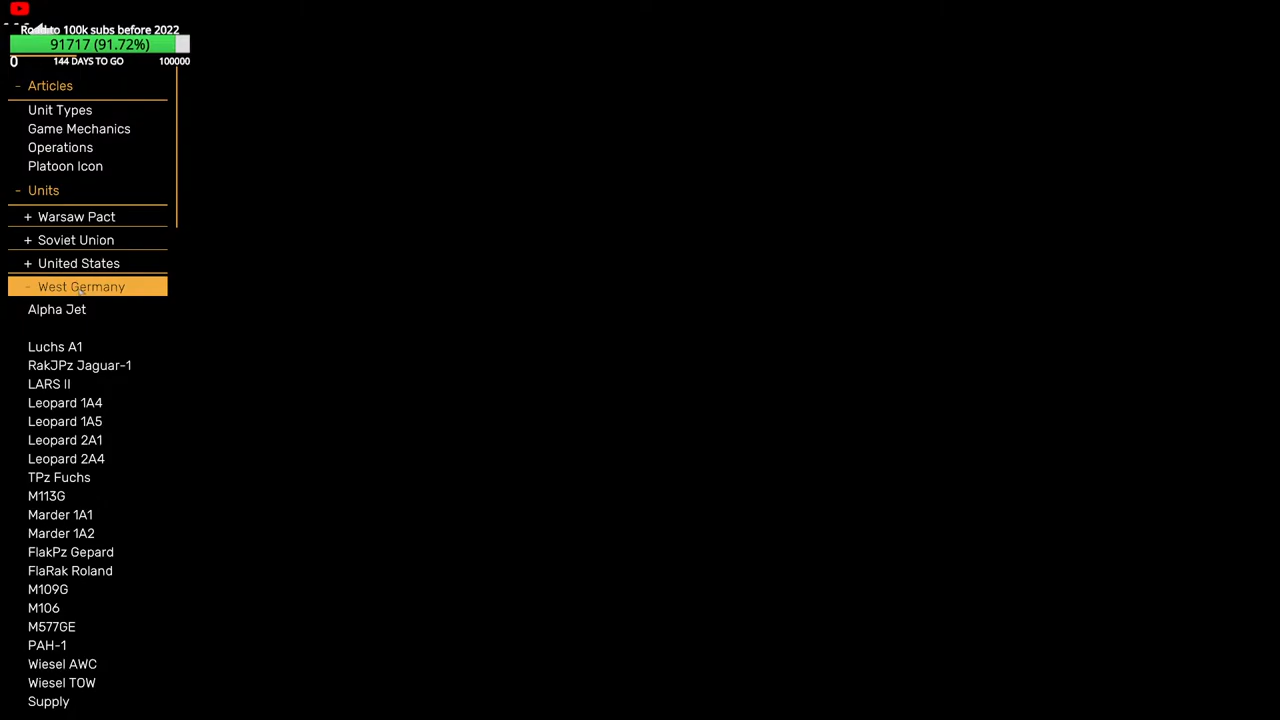 Road to 100k subs before 2022
91717 (91.72%)
0 144 DAYS TO GO 100000
- Articles
Unit Types
Game Mechanics
Operations
Platoon Icon
- Units
+ Warsaw Pact
+ Soviet Union
+ United States
- West Germany
Alpha Jet
Luchs A1
RakJPz Jaguar-1
LARS II
Leopard 1A4
Leopard 1A5
Leopard 2A1
Leopard 2A4
TPz Fuchs
M113G
Marder 1A1
Marder 1A2
FlakPz Gepard
FlaRak Roland
M109G
M106
M577GE
PAH-1
Wiesel AWC
Wiesel TOW
Supply